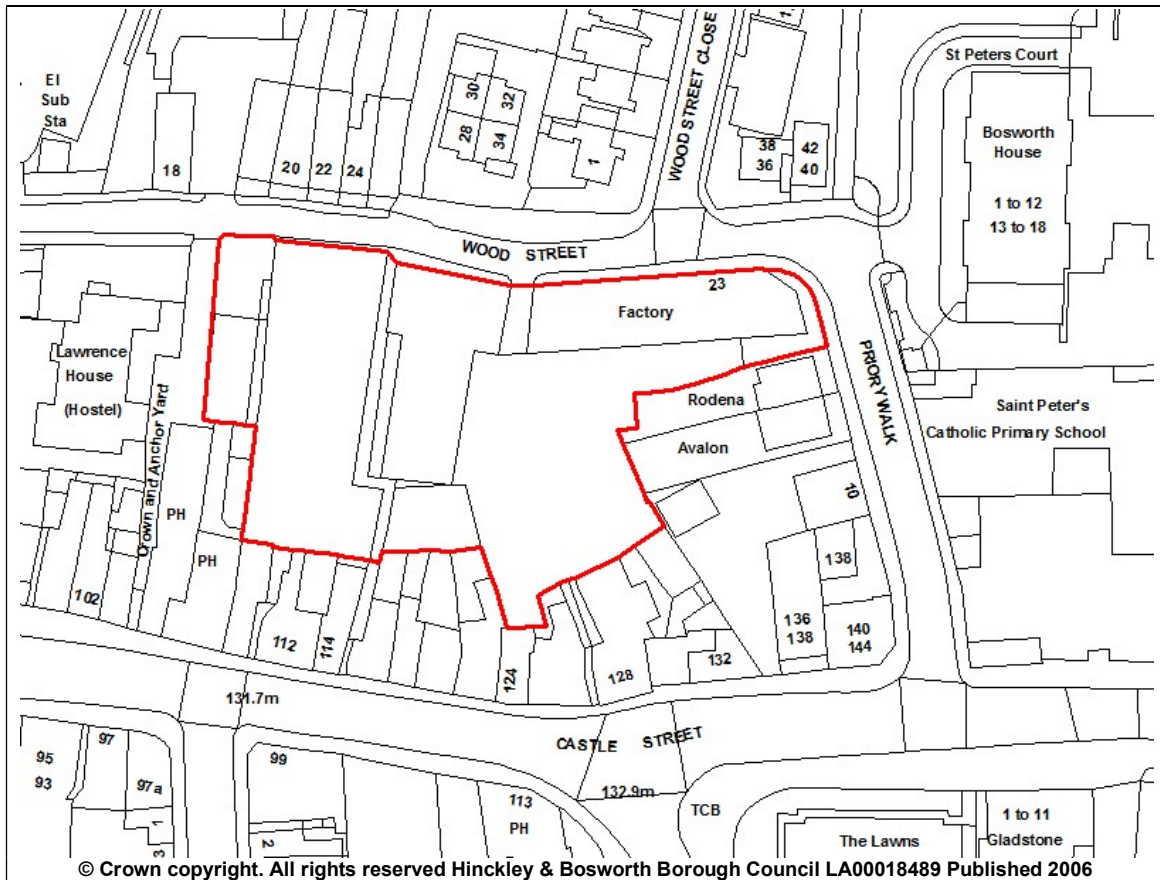 St Peters Court
El
Sub
Sta
18
20
22
24
30
32
28
34
1
WOOD STREET CLOSE
38
36
42
40
Bosworth
House
1 to 12
13 to 18
WOOD STREET
23
Factory
PRIORY WALK
Lawrence
House
(Hostel)
Crown and Anchor Yard
Rodena
Avalon
Saint Peter's
Catholic Primary School
10
PH
PH
102
112
114
124
128
132
138
136
138
140
144
131.7m
CASTLE STREET
132.9m
97
95
93
97a
1
3
99
2
113
PH
TCB
The Lawns
1 to 11
Gladstone
© Crown copyright. All rights reserved Hinckley & Bosworth Borough Council LA00018489 Published 2006